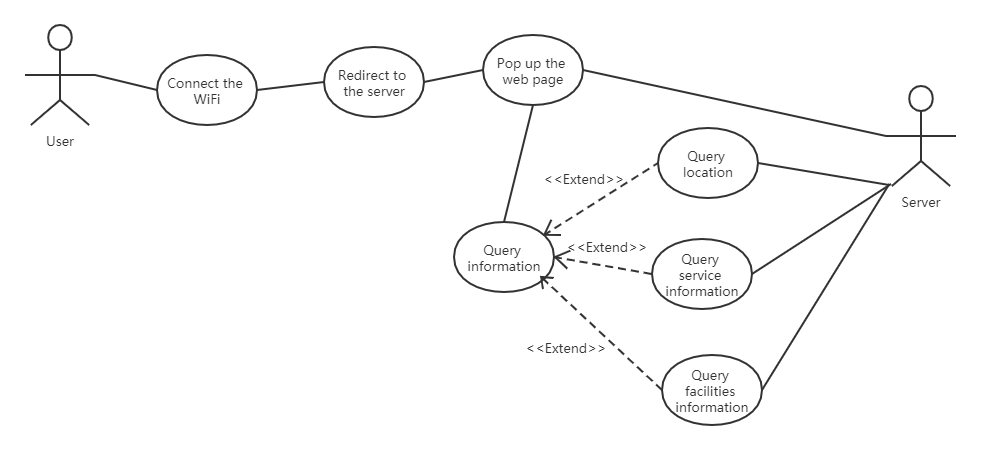 User
Connect the
WiFi
Redirect to
the server
Pop up the
web page
Server
Query
location
<<Extend>>
Query
information
<<Extend>>
Query
service
information
<<Extend>>
Query
facilities
information